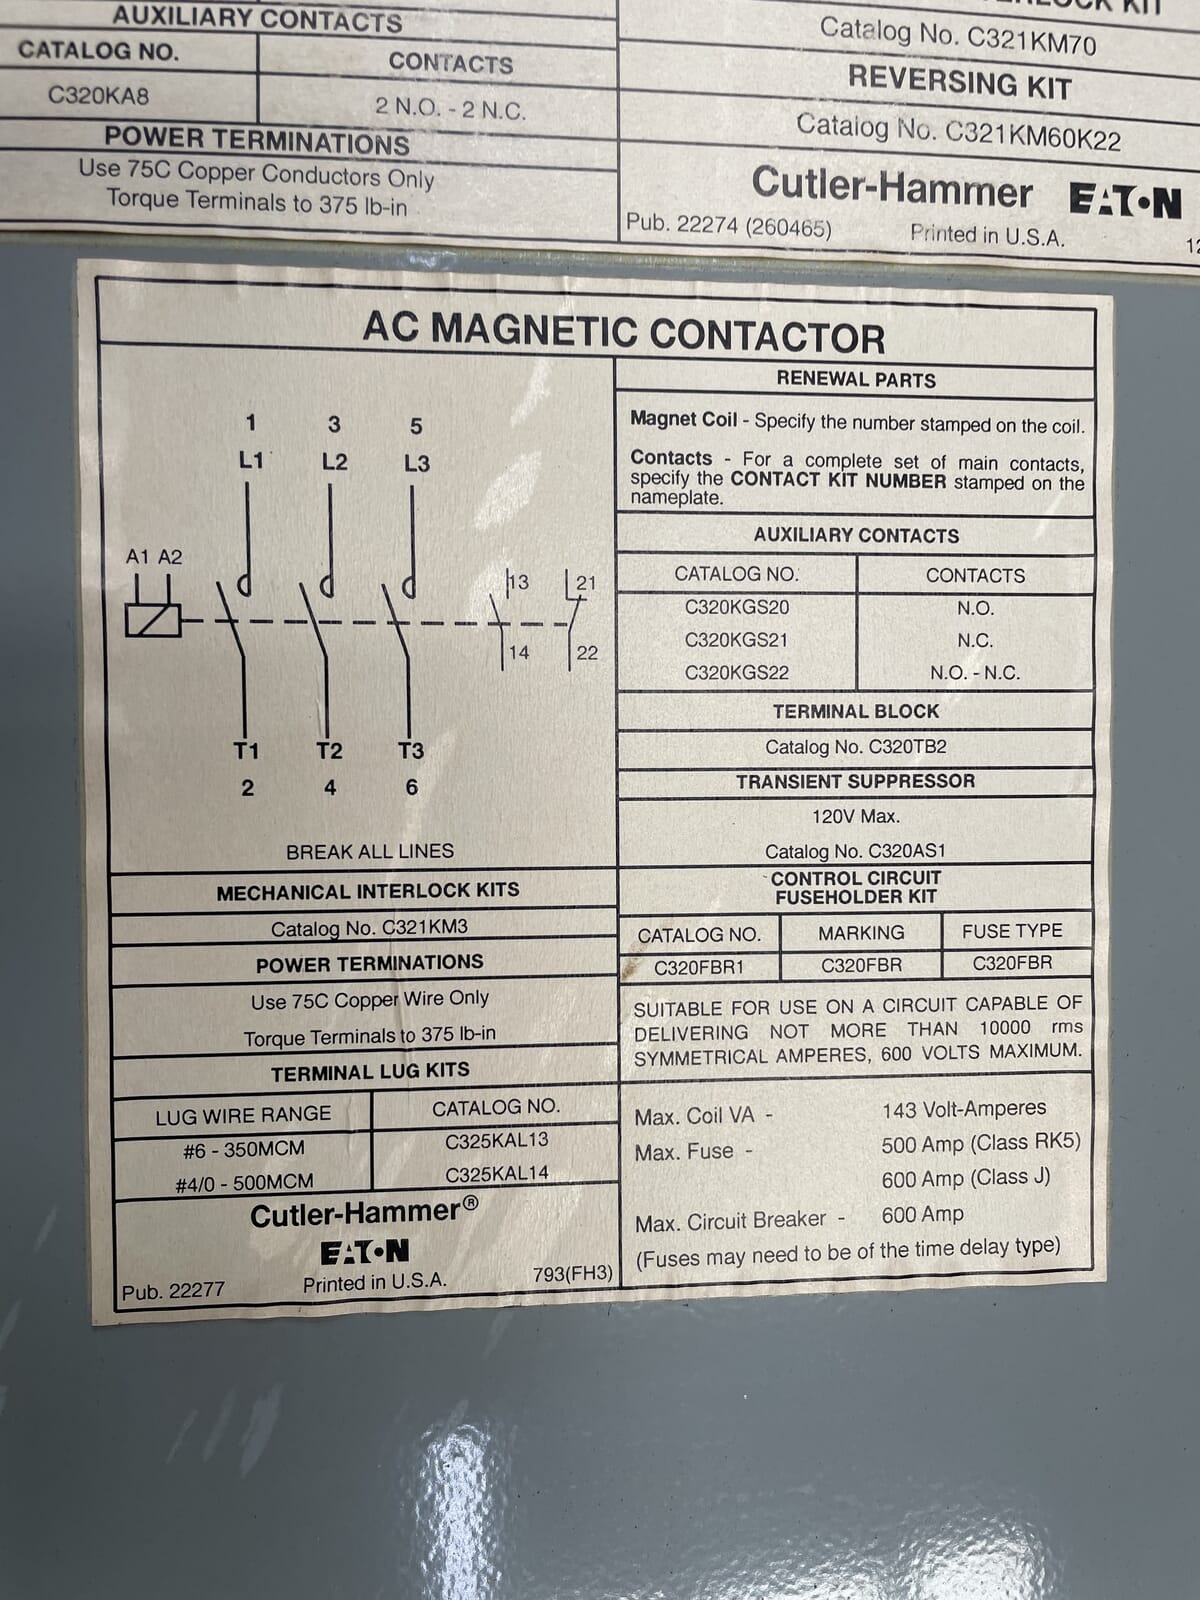 AUXILIARY CONTACTS
CATALOG NO. CONTACTS
C320KA8 2 N.O. - 2 N.C.
POWER TERMINATIONS
Use 75C Copper Conductors Only
Torque Terminals to 375 lb-in
KIT
Catalog No. C321KM70
REVERSING KIT
Catalog No. C321KM60K22
Cutler-Hammer EATON
Pub. 22274 (260465) Printed in U.S.A. 12
AC MAGNETIC CONTACTOR
1 3 5
L1 L2 L3
A1 A2
13 21
14 22
T1 T2 T3
2 4 6
BREAK ALL LINES
MECHANICAL INTERLOCK KITS
Catalog No. C321KM3
POWER TERMINATIONS
Use 75C Copper Wire Only
Torque Terminals to 375 lb-in
TERMINAL LUG KITS
LUG WIRE RANGE CATALOG NO.
#6 - 350MCM C325KAL13
#4/0 - 500MCM C325KAL14
Cutler-Hammer®
EATON
Pub. 22277 Printed in U.S.A. 793(FH3)
RENEWAL PARTS
Magnet Coil - Specify the number stamped on the coil.
Contacts - For a complete set of main contacts,
specify the CONTACT KIT NUMBER stamped on the
nameplate.
AUXILIARY CONTACTS
CATALOG NO. CONTACTS
C320KGS20 N.O.
C320KGS21 N.C.
C320KGS22 N.O. - N.C.
TERMINAL BLOCK
Catalog No. C320TB2
TRANSIENT SUPPRESSOR
120V Max.
Catalog No. C320AS1
CONTROL CIRCUIT
FUSEHOLDER KIT
CATALOG NO. MARKING FUSE TYPE
C320FBR1 C320FBR C320FBR
SUITABLE FOR USE ON A CIRCUIT CAPABLE OF
DELIVERING NOT MORE THAN 10000 rms
SYMMETRICAL AMPERES, 600 VOLTS MAXIMUM.
Max. Coil VA - 143 Volt-Amperes
Max. Fuse - 500 Amp (Class RK5)
600 Amp (Class J)
Max. Circuit Breaker - 600 Amp
(Fuses may need to be of the time delay type)